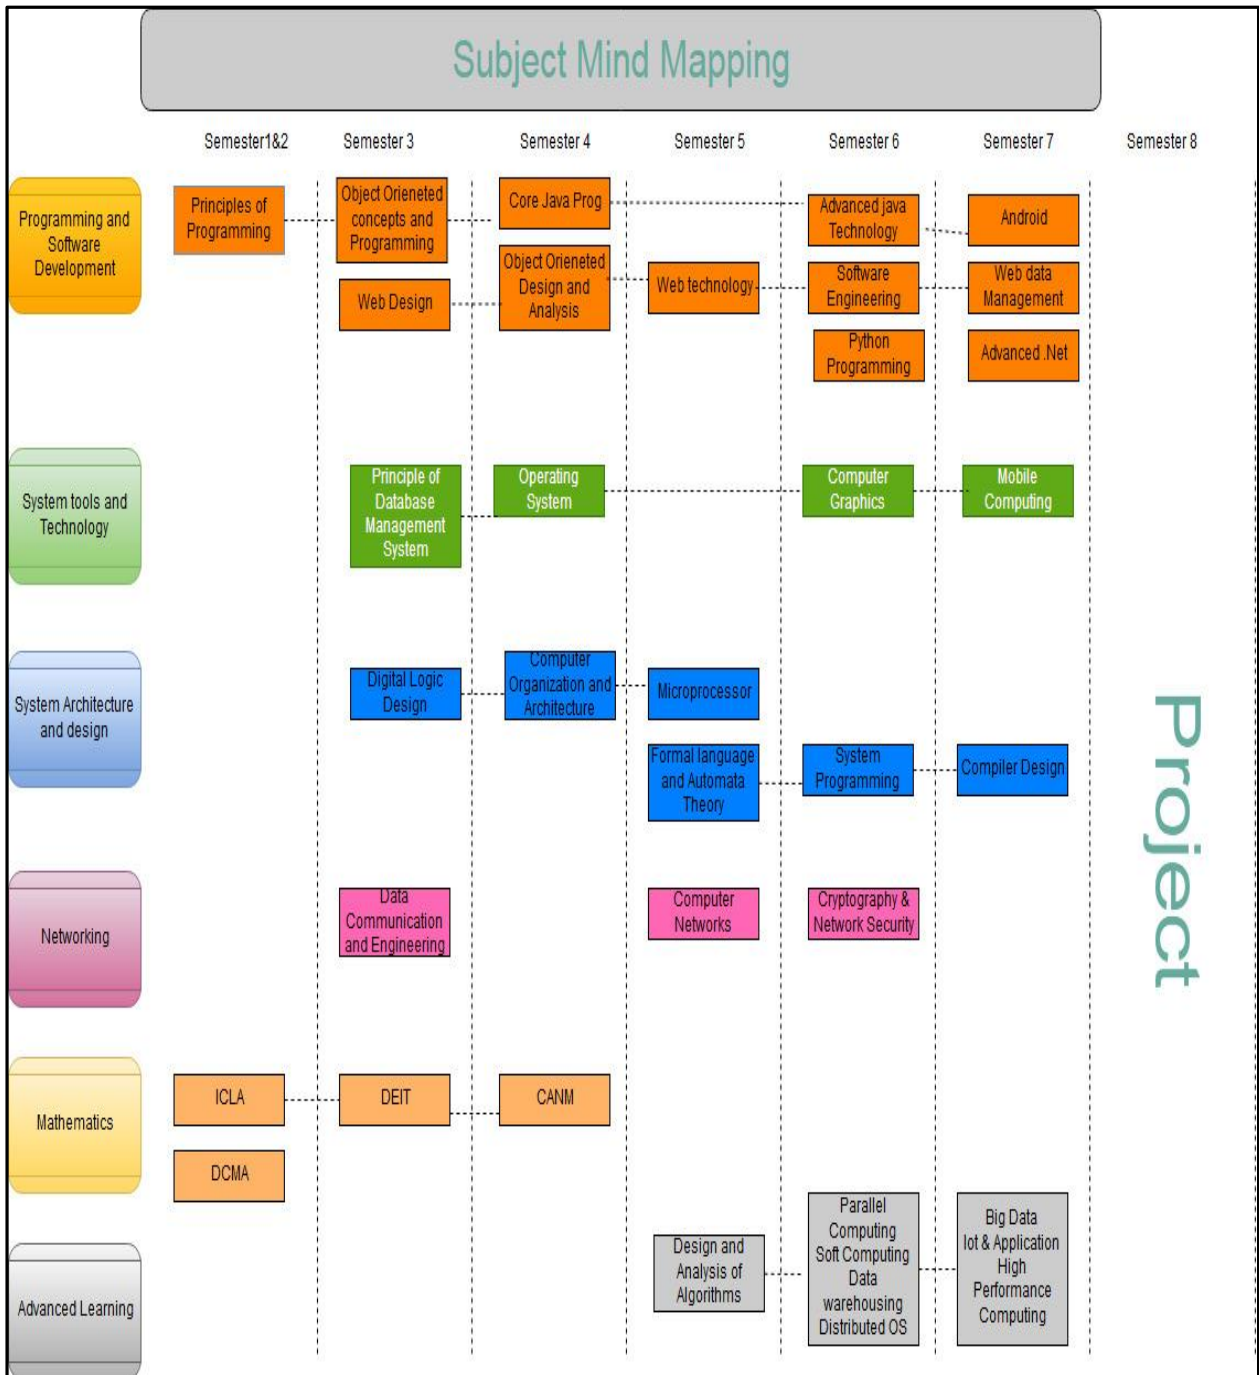 Subject Mind Mapping
Semester1&2
Semester 3
Semester 4
Semester 5
Semester 6
Semester 7
Semester 8
Programming and
Software
Development
Principles of
Programming
Object Orieneted
concepts and
Programming
Core Java Prog
Advanced java
Technology
Android
Web Design
Object Orieneted
Design and
Analysis
Web technology
Software
Engineering
Web data
Management
Python
Programming
Advanced .Net
System tools and
Technology
Principle of
Database
Management
System
Operating
System
Computer
Graphics
Mobile
Computing
System Architecture
and design
Digital Logic
Design
Computer
Organization and
Architecture
Microprocessor
Formal language
and Automata
Theory
System
Programming
Compiler Design
Project
Networking
Data
Communication
and Engineering
Computer
Networks
Cryptography &
Network Security
Mathematics
ICLA
DEIT
CANM
DCMA
Advanced Learning
Design and
Analysis of
Algorithms
Parallel
Computing
Soft Computing
Data
warehousing
Distributed OS
Big Data
Iot & Application
High
Performance
Computing